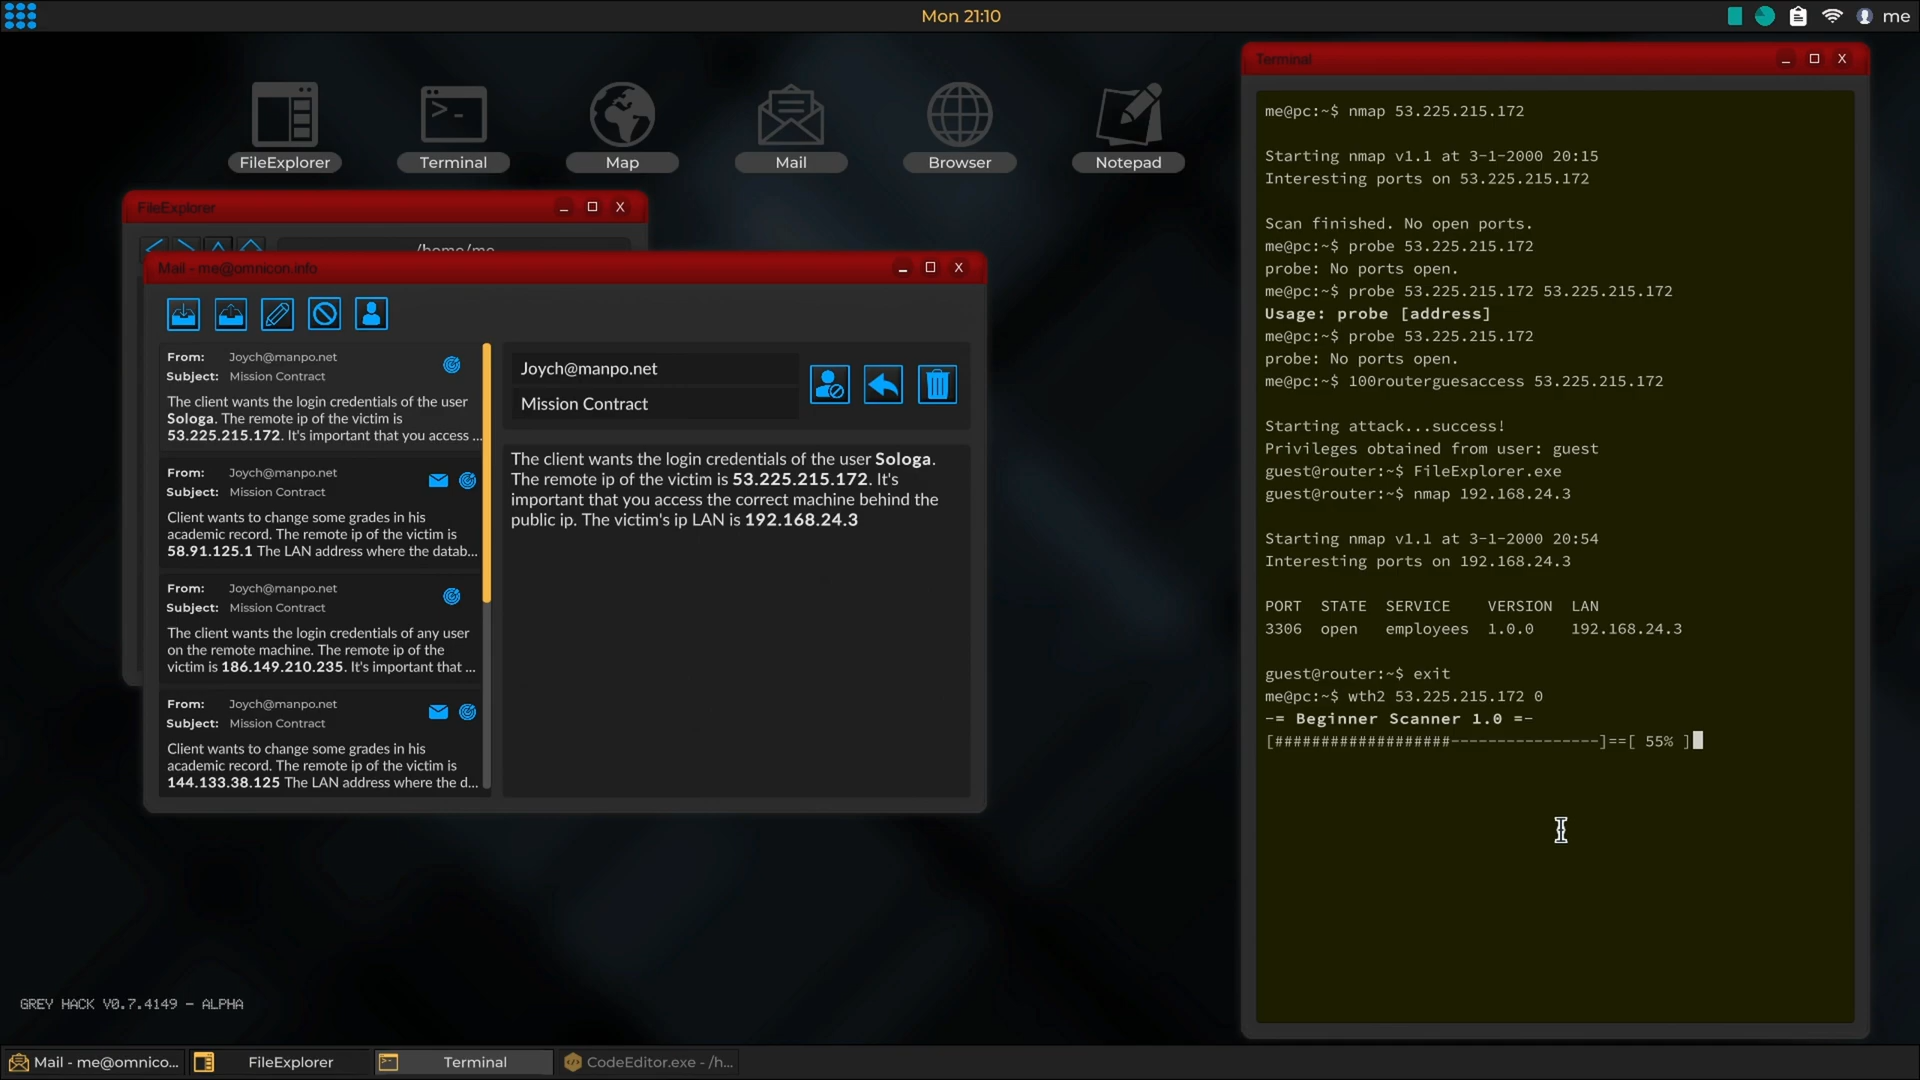 Mon 21:10
me
FileExplorer
Terminal
Map
Mail
Browser
Notepad
FileExplorer
/home/me
Mail - me@omnicon.info
From: Joych@manpo.net
Subject: Mission Contract
The client wants the login credentials of the user
Sologa. The remote ip of the victim is
53.225.215.172. It's important that you access ...
From: Joych@manpo.net
Subject: Mission Contract
Client wants to change some grades in his
academic record. The remote ip of the victim is
58.91.125.1 The LAN address where the datab...
From: Joych@manpo.net
Subject: Mission Contract
The client wants the login credentials of any user
on the remote machine. The remote ip of the
victim is 186.149.210.235. It's important that ...
From: Joych@manpo.net
Subject: Mission Contract
Client wants to change some grades in his
academic record. The remote ip of the victim is
144.133.38.125 The LAN address where the d...
Joych@manpo.net
Mission Contract
The client wants the login credentials of the user Sologa.
The remote ip of the victim is 53.225.215.172. It's
important that you access the correct machine behind the
public ip. The victim's ip LAN is 192.168.24.3
Terminal
me@pc:~$ nmap 53.225.215.172
Starting nmap v1.1 at 3-1-2000 20:15
Interesting ports on 53.225.215.172
Scan finished. No open ports.
me@pc:~$ probe 53.225.215.172
probe: No ports open.
me@pc:~$ probe 53.225.215.172 53.225.215.172
Usage: probe [address]
me@pc:~$ probe 53.225.215.172
probe: No ports open.
me@pc:~$ 100routerguesaccess 53.225.215.172
Starting attack...success!
Privileges obtained from user: guest
guest@router:~$ FileExplorer.exe
guest@router:~$ nmap 192.168.24.3
Starting nmap v1.1 at 3-1-2000 20:54
Interesting ports on 192.168.24.3
PORT STATE SERVICE VERSION LAN
3306 open employees 1.0.0 192.168.24.3
guest@router:~$ exit
me@pc:~$ wth2 53.225.215.172 0
-= Beginner Scanner 1.0 =-
[###################----------------]==[ 55% ]
GREY HACK V0.7.4149 - ALPHA
Mail - me@omnico...
FileExplorer
Terminal
CodeEditor.exe - /h...